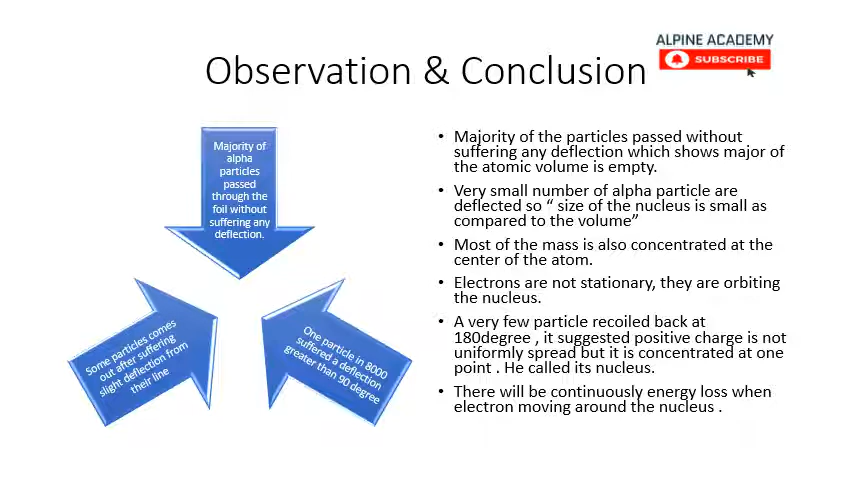 ALPINE ACADEMY
SUBSCRIBE
Observation & Conclusion
Majority of
alpha
particles
passed
through the
foil without
suffering any
deflection.
Some particles comes
out after suffering
slight deflection from
their line
One particle in 8000
suffered a deflection
greater than 90 degree
• Majority of the particles passed without
suffering any deflection which shows major of
the atomic volume is empty.
• Very small number of alpha particle are
deflected so “ size of the nucleus is small as
compared to the volume”
• Most of the mass is also concentrated at the
center of the atom.
• Electrons are not stationary, they are orbiting
the nucleus.
• A very few particle recoiled back at
180degree , it suggested positive charge is not
uniformly spread but it is concentrated at one
point . He called its nucleus.
• There will be continuously energy loss when
electron moving around the nucleus .